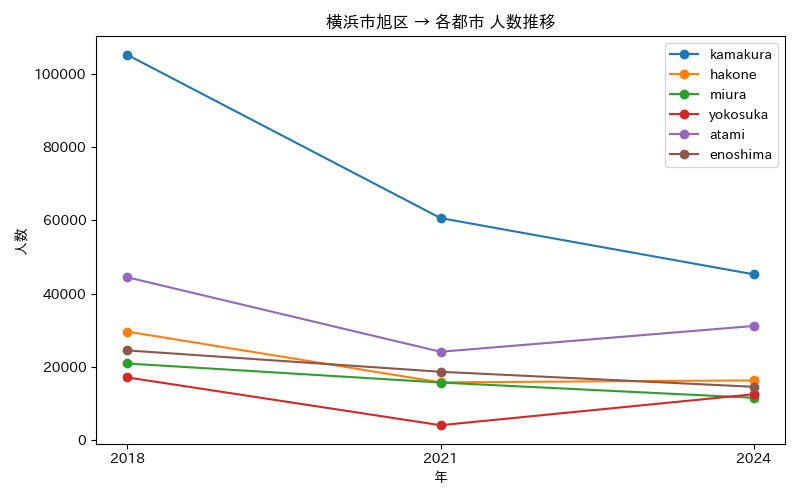 横浜市旭区 → 各都市 人数推移
kamakura
hakone
miura
yokosuka
atami
enoshima
人数
100000
80000
60000
40000
20000
0
2018
2021
2024
年